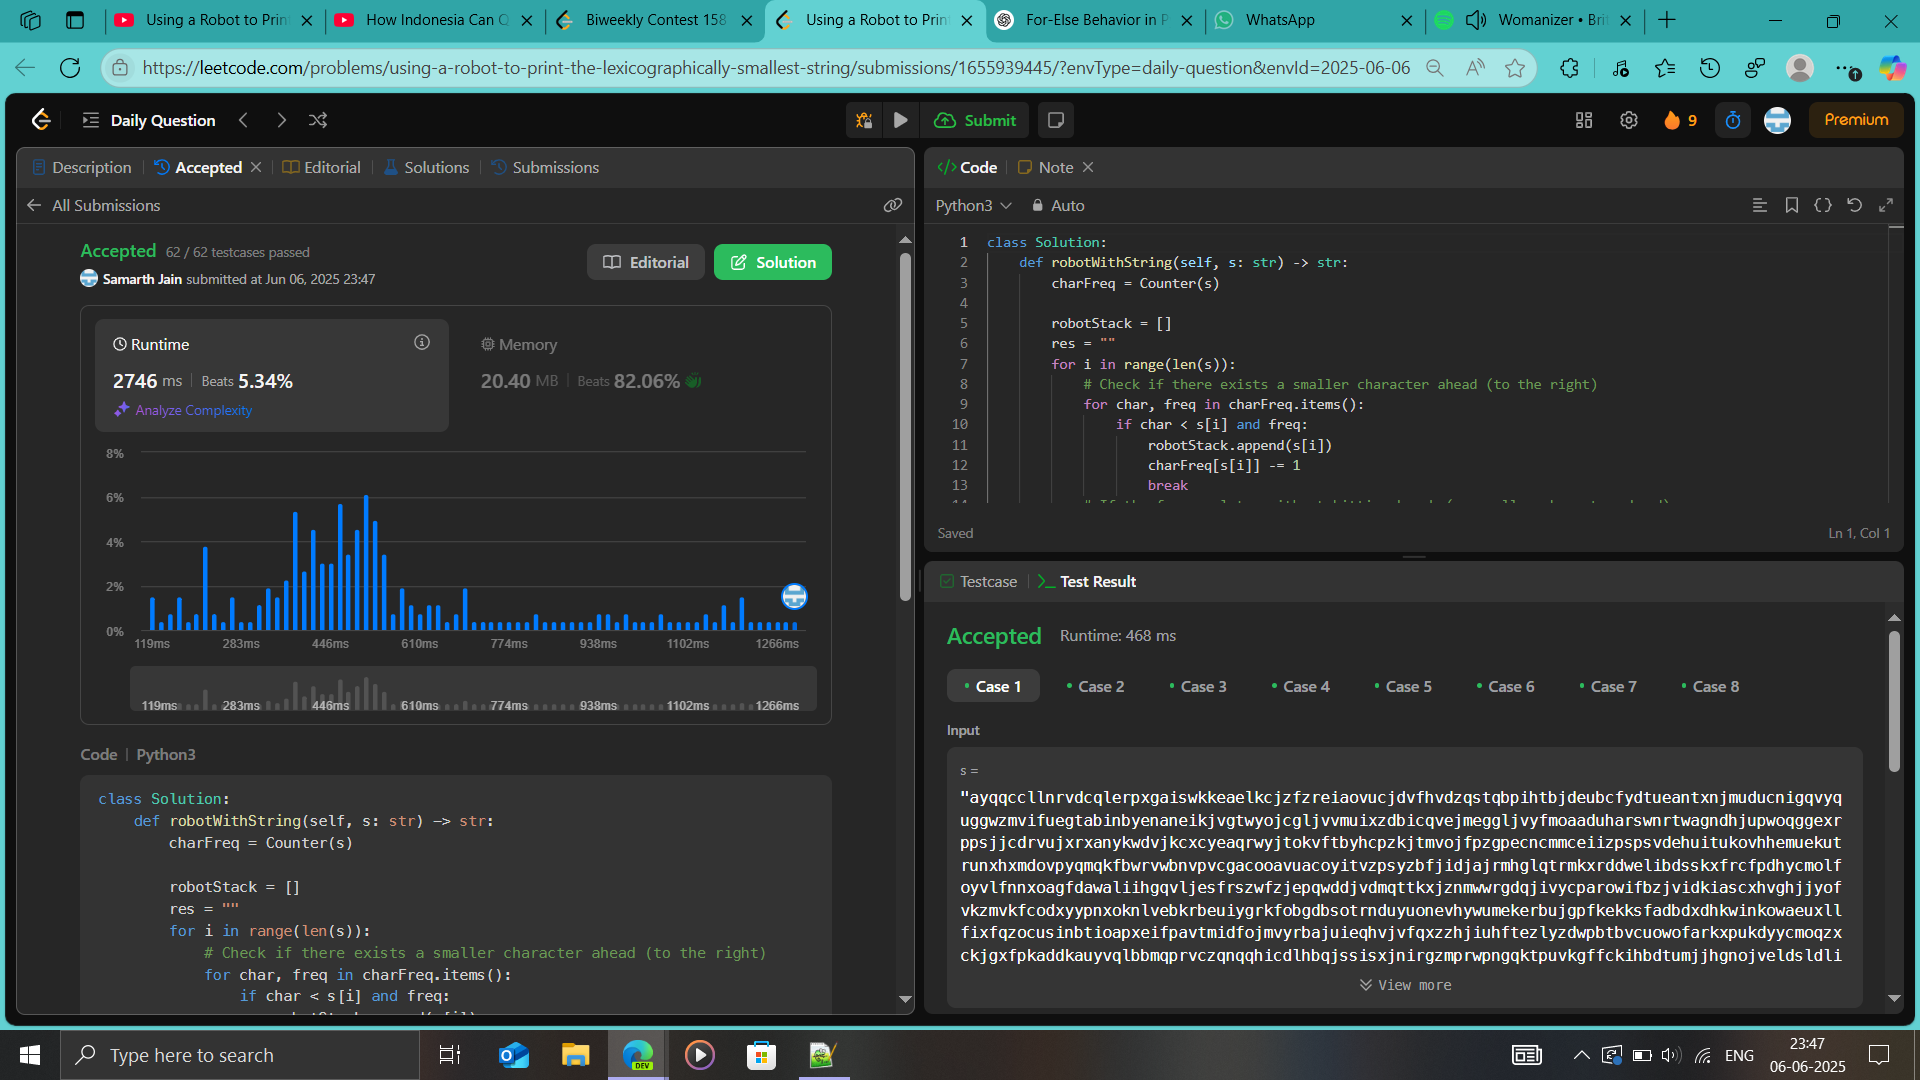 Using a Robot to Prin
How Indonesia Can Q
Biweekly Contest 158
Using a Robot to Prin
For-Else Behavior in P
WhatsApp
Womanizer • Bri
https://leetcode.com/problems/using-a-robot-to-print-the-lexicographically-smallest-string/submissions/1655939445/?envType=daily-question&envId=2025-06-06
Daily Question
Submit
9
Premium
Description
Accepted
Editorial
Solutions
Submissions
All Submissions
Accepted 62 / 62 testcases passed
Samarth Jain submitted at Jun 06, 2025 23:47
Editorial
Solution
Runtime
2746 ms | Beats 5.34%
Analyze Complexity
Memory
20.40 MB | Beats 82.06%
8%
6%
4%
2%
0%
119ms 283ms 446ms 610ms 774ms 938ms 1102ms 1266ms
119ms 283ms 446ms 610ms 774ms 938ms 1102ms 1266ms
Code | Python3
class Solution:
def robotWithString(self, s: str) -> str:
charFreq = Counter(s)
robotStack = []
res = ""
for i in range(len(s)):
# Check if there exists a smaller character ahead (to the right)
for char, freq in charFreq.items():
if char < s[i] and freq:
</> Code
Note
Python3
Auto
1 class Solution:
2 def robotWithString(self, s: str) -> str:
3 charFreq = Counter(s)
4
5 robotStack = []
6 res = ""
7 for i in range(len(s)):
8 # Check if there exists a smaller character ahead (to the right)
9 for char, freq in charFreq.items():
10 if char < s[i] and freq:
11 robotStack.append(s[i])
12 charFreq[s[i]] -= 1
13 break
Saved
Ln 1, Col 1
Testcase
Test Result
Accepted Runtime: 468 ms
Case 1
Case 2
Case 3
Case 4
Case 5
Case 6
Case 7
Case 8
Input
s =
"ayqqccllnrvdcqlerpxgaiswkkeaelkcjzfzreiaovucjdvfhvdzqstqbpihtbjdeubcfydtueantxnjmuducnigqvyq
uggwzmvifuegtabinbyenaneikjvgtwyojcgljvvmuixzdbicqvejmeggljvyfmoaaduharswnrtwagndhjupwoqggexr
ppsjjcdrvujxrxanykwdvjkcxcyeaqrwyjtokvftbyhcpzkjtmvojfpzgpecncmmceiizpspsvdehuitukovhhemuekut
runxhxmdovpyqmqkfbwrvwbnvpvcgacooavuacoyitvzpsyzbfjidjajrmhglqtrmkxrddwelibdsskxfrcfpdhycmolf
oyvlfnnxoagfdawaliihgqvljesfrszwfzjepqwddjvdmqttkxjznmwwrgdqjivycparowifbzjvidkiascxhvghjjyof
vkzmvkfcodxyypnxoknlvebkrbeuiygrkfobgdbsotrnduyuonevhywumekerbujgpfkekksfadbdxdhkwinkowaeuxll
fixfqzocusinbtioapxeifpavtmidfojmvyrbajuieqhvjvfqxzzhjiuhftezlyzdwpbtbvcuowofarkxpukdyycmoqzx
ckjgxfpkaddkauyvqlbbmqprvczqnqqhicdlhbqjssisxjnirgzmprwpngqktpuvkgffckihbdtumjjhgnojveldsldli
View more
Type here to search
ENG
23:47
06-06-2025
DEV